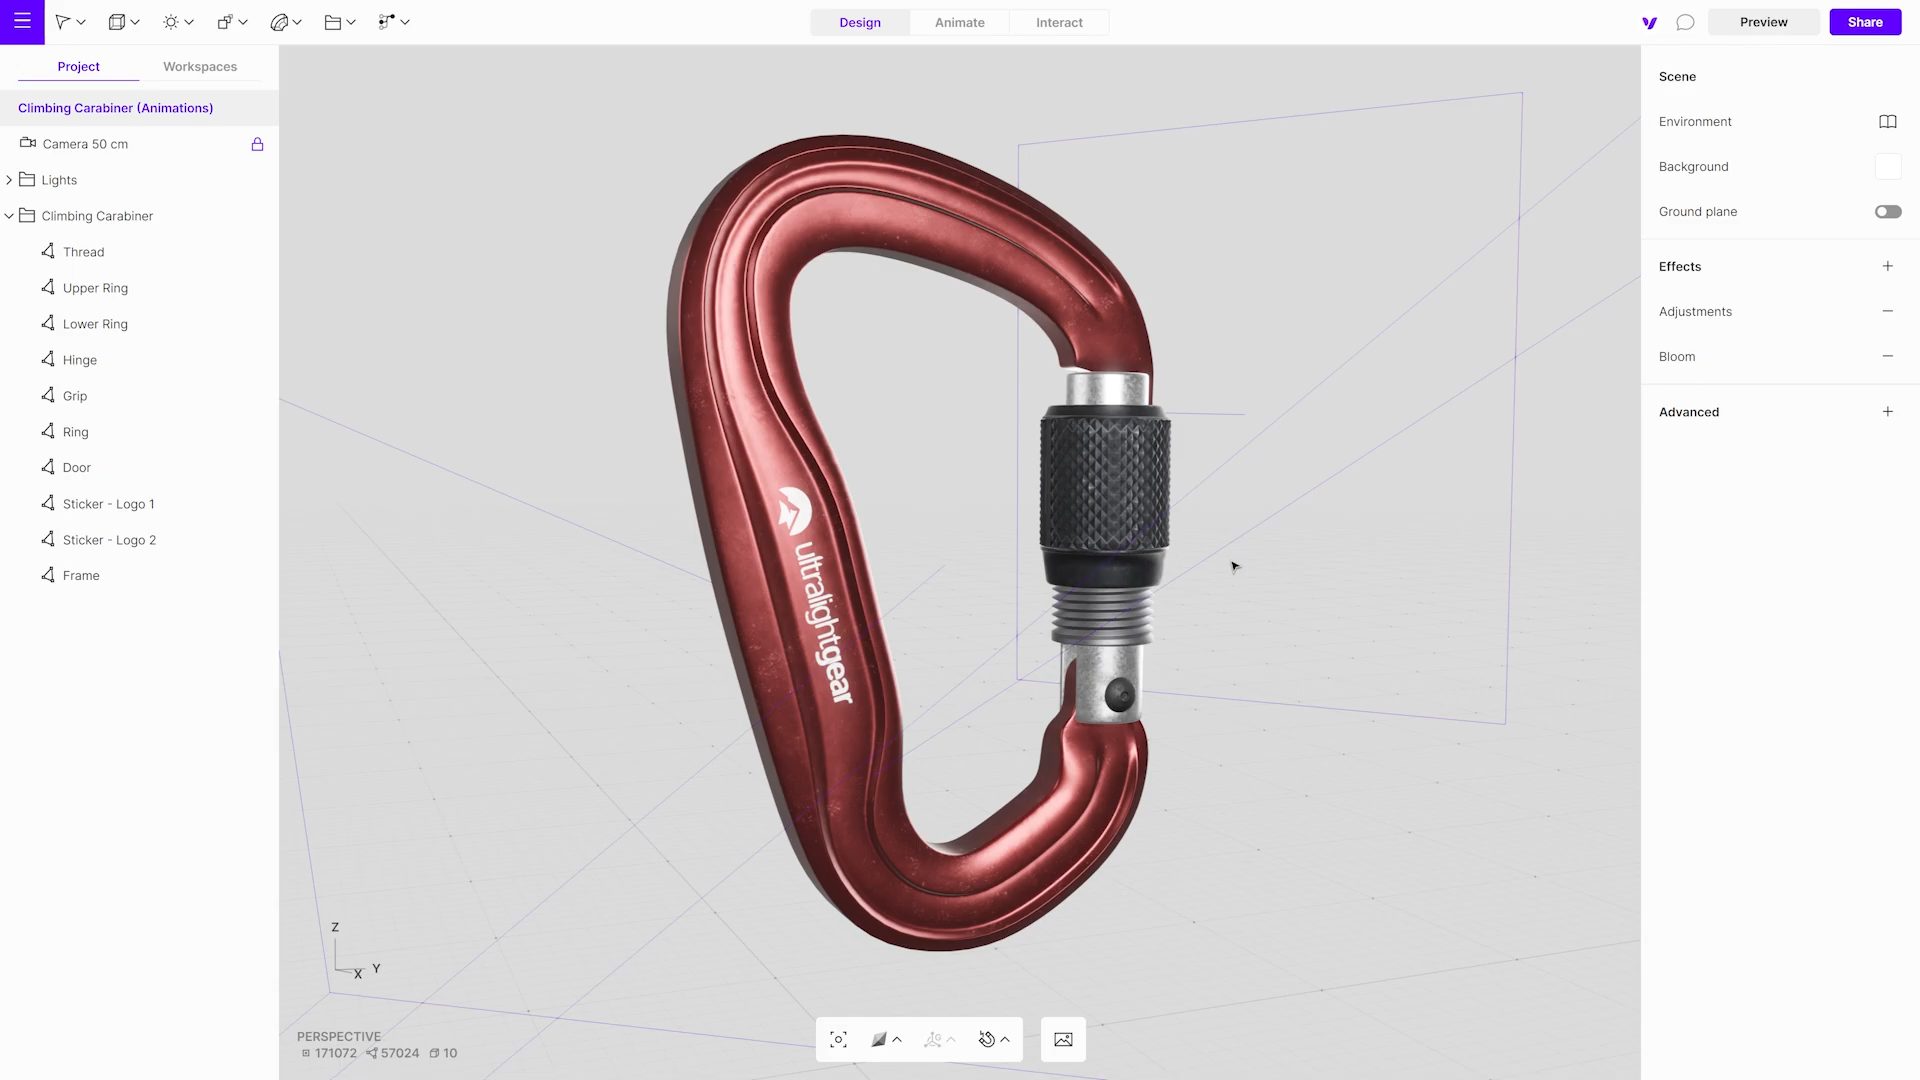 Design
Animate
Interact
Preview
Share
Project
Workspaces
Climbing Carabiner (Animations)
Camera 50 cm
Lights
Climbing Carabiner
Thread
Upper Ring
Lower Ring
Hinge
Grip
Ring
Door
Sticker - Logo 1
Sticker - Logo 2
Frame
ultralightgear
Z
X
Y
PERSPECTIVE
171072 57024 10
Scene
Environment
Background
Ground plane
Effects
Adjustments
Bloom
Advanced